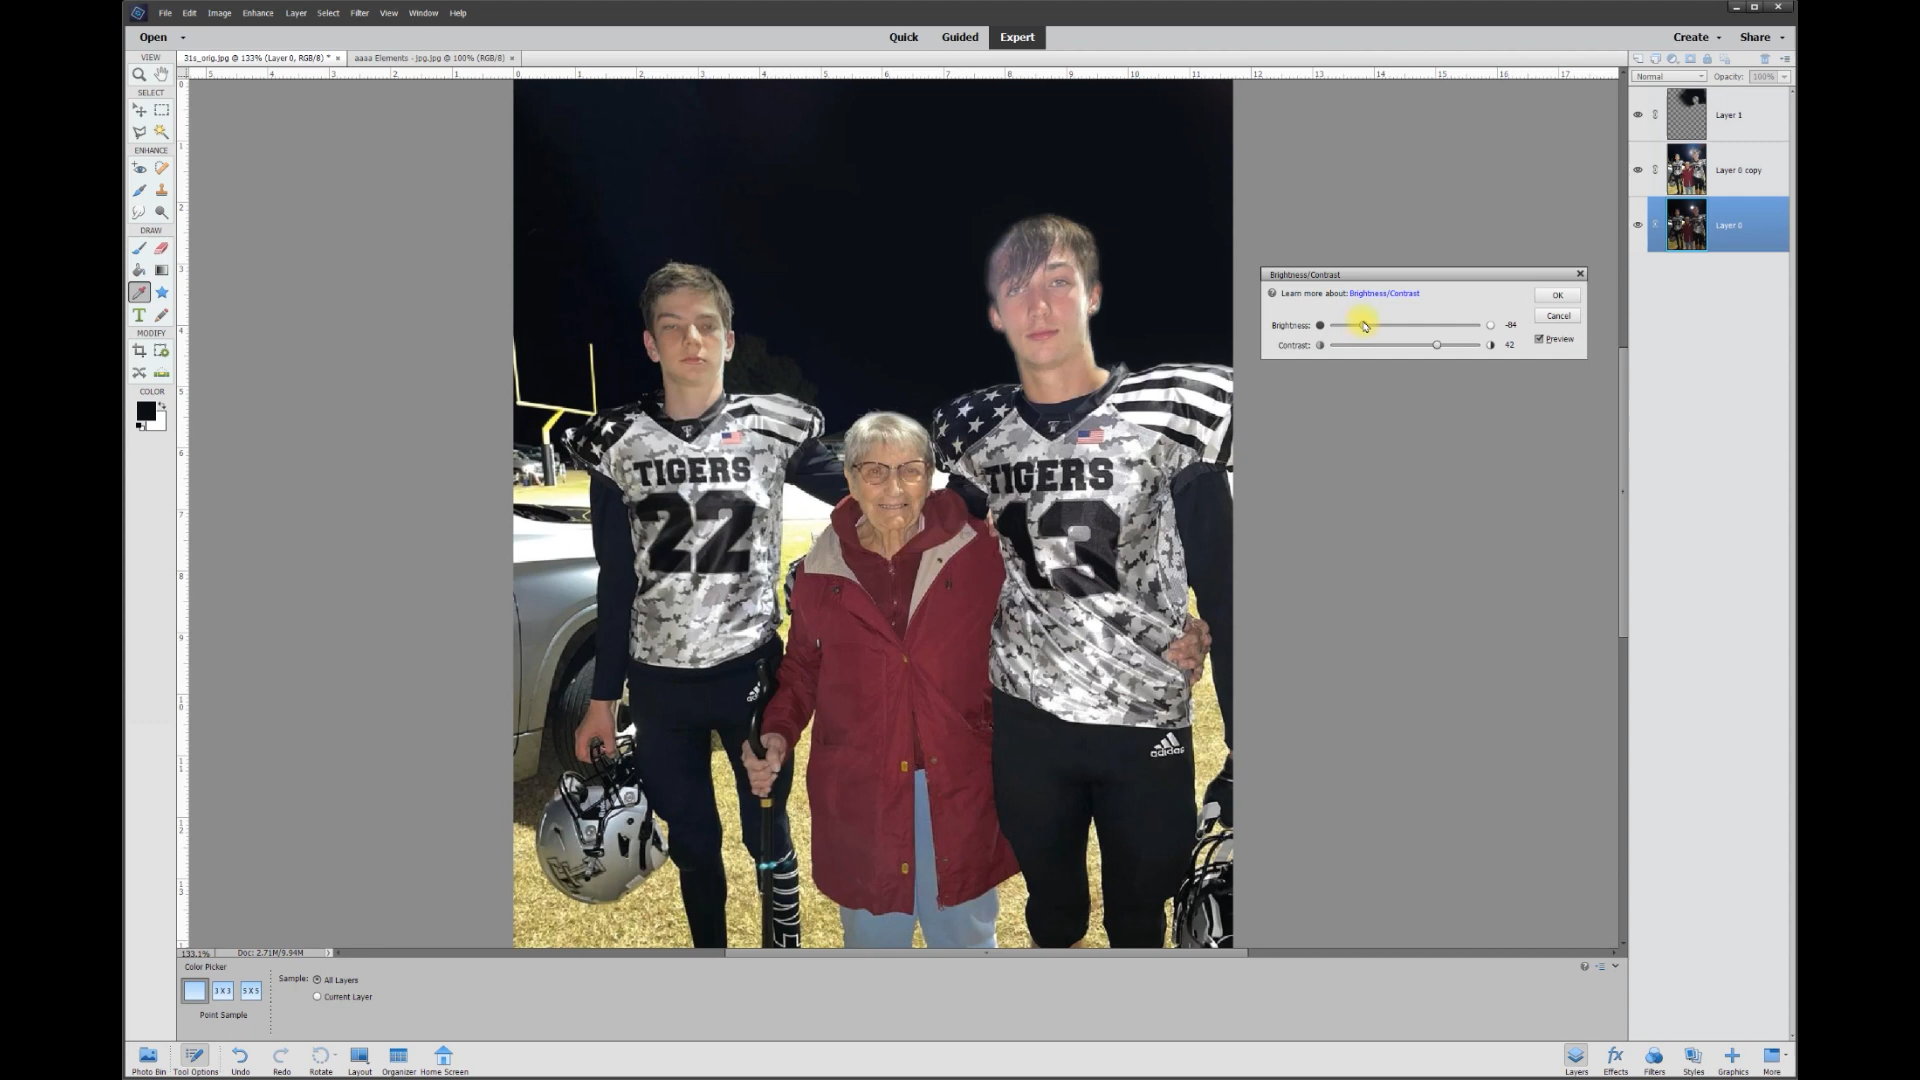 File Edit Image Enhance Layer Select Filter View Window Help
Open Quick Guided Expert Create Share
VIEW
31s_orig.jpg @ 133% (Layer 0, RGB/8) * × aaaa Elements - jpg.jpg @ 100% (RGB/8) ×
SELECT
ENHANCE
DRAW
MODIFY
COLOR
Normal Opacity: 100%
Layer 1
Layer 0 copy
Layer 0
Brightness/Contrast
Learn more about: Brightness/Contrast
OK
Cancel
Brightness: -84
Contrast: 42
Preview
TIGERS
22
TIGERS
13
adidas
133.1% Doc: 2.71M/9.94M
Color Picker
3 X 3 5 X 5
Point Sample
Sample: All Layers
Current Layer
Photo Bin Tool Options Undo Redo Rotate Layout Organizer Home Screen
Layers Effects Filters Styles Graphics More